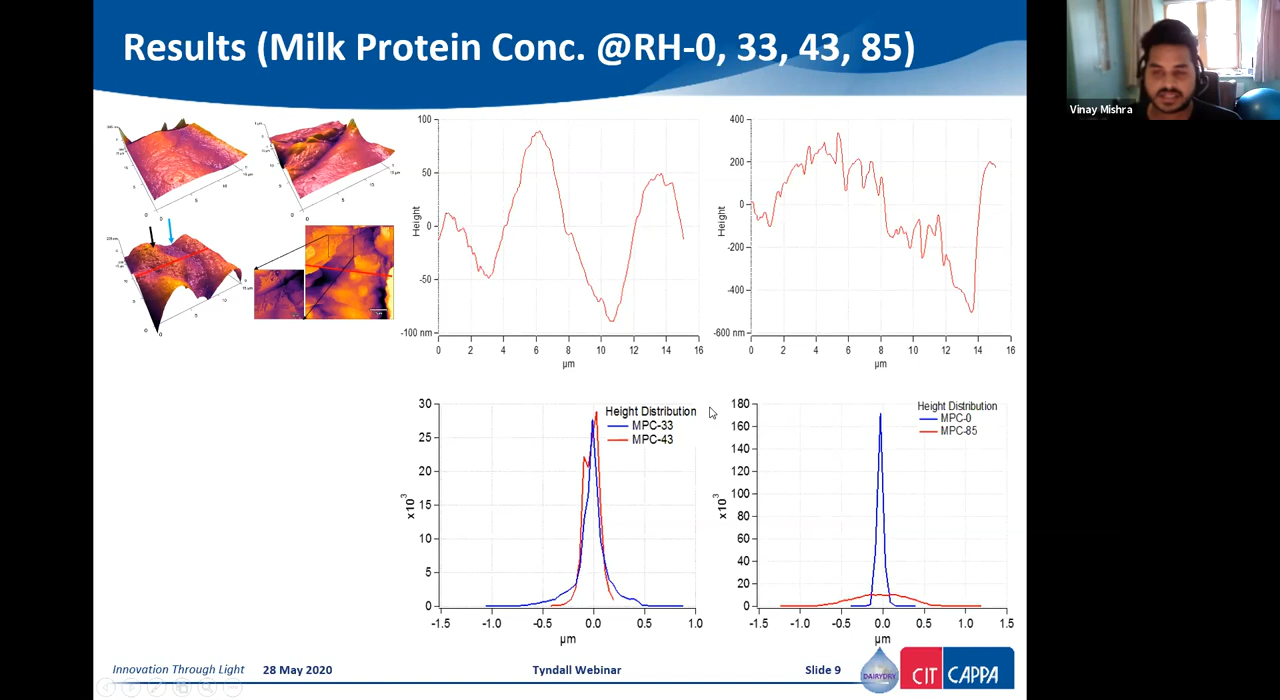 Results (Milk Protein Conc. @RH-0, 33, 43, 85)
Vinay Mishra
100
50
0
-50
-100 nm
Height
0 2 4 6 8 10 12 14 16
µm
400
200
0
-200
-400
-600 nm
Height
0 2 4 6 8 10 12 14 16
µm
30
25
20
15
10
5
0
x10³
Height Distribution
MPC-33
MPC-43
-1.5 -1.0 -0.5 0.0 0.5 1.0
µm
180
160
140
120
100
80
60
40
20
0
x10³
Height Distribution
MPC-0
MPC-85
-1.5 -1.0 -0.5 0.0 0.5 1.0 1.5
µm
Innovation Through Light
28 May 2020
Tyndall Webinar
Slide 9
DAIRYDRY
CIT CAPPA